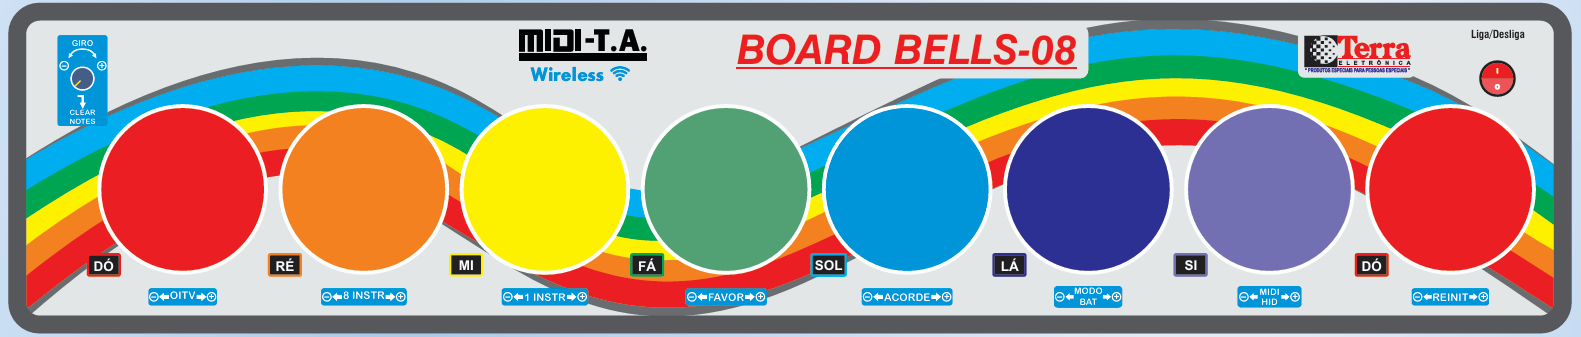 GIRO
CLEAR
NOTES
MIDI-T.A.
Wireless
BOARD BELLS-08
Terra
ELETRÔNICA
"PRODUTOS ESPECIAIS PARA PESSOAS ESPECIAIS"
Liga/Desliga
I
O
DÓ
RÉ
MI
FÁ
SOL
LÁ
SI
DÓ
OITV
8 INSTR
1 INSTR
FAVOR
ACORDE
MODO
BAT
MIDI
HID
REINIT